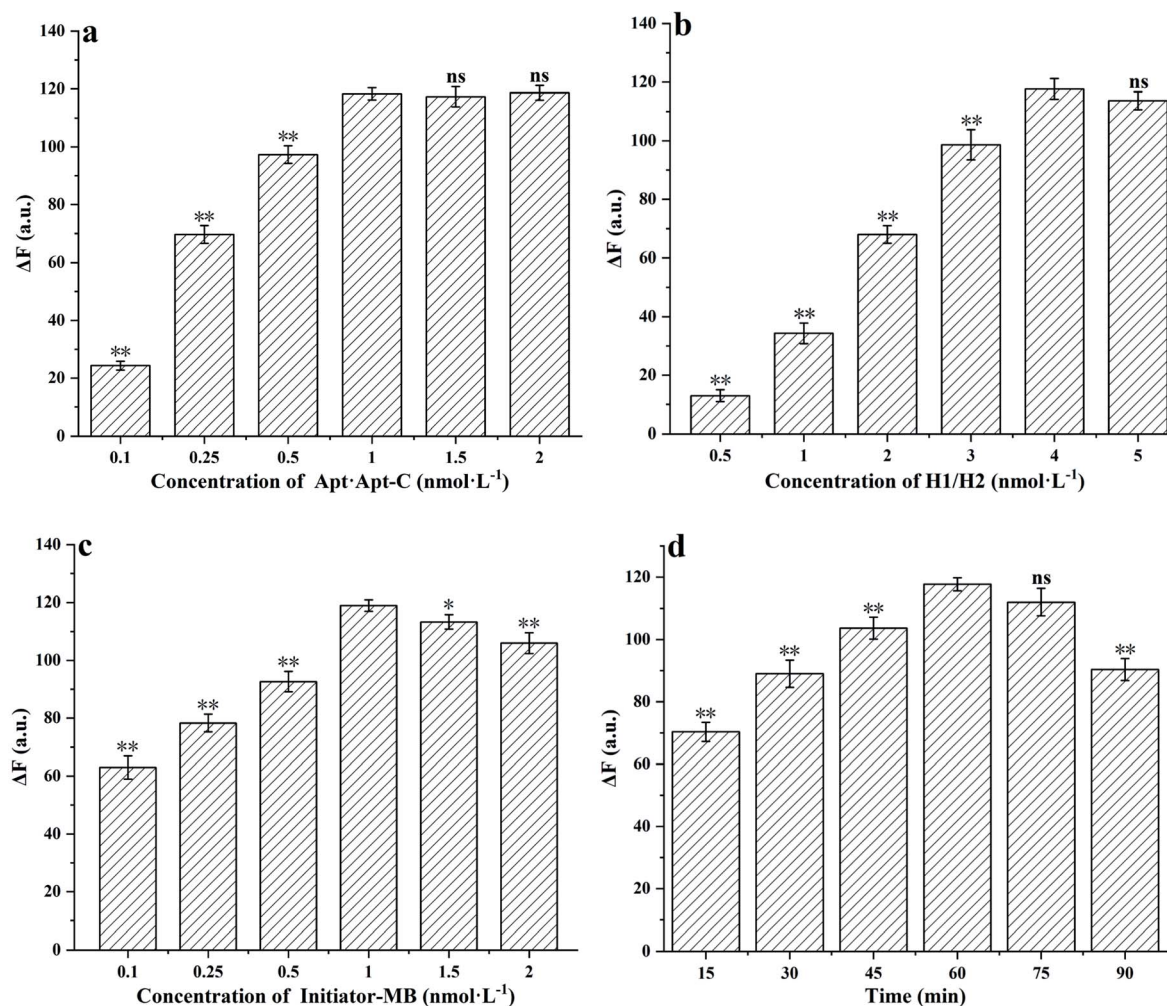 a
140
120
100
80
60
40
20
0
ΔF (a.u.)
**
**
**
ns
ns
0.1 0.25 0.5 1 1.5 2
Concentration of Apt·Apt-C (nmol·L⁻¹)
b
140
120
100
80
60
40
20
0
ΔF (a.u.)
**
**
**
**
ns
0.5 1 2 3 4 5
Concentration of H1/H2 (nmol·L⁻¹)
c
140
120
100
80
60
40
20
0
ΔF (a.u.)
**
**
**
*
**
0.1 0.25 0.5 1 1.5 2
Concentration of Initiator-MB (nmol·L⁻¹)
d
120
100
80
60
40
20
0
ΔF (a.u.)
**
**
**
ns
**
15 30 45 60 75 90
Time (min)